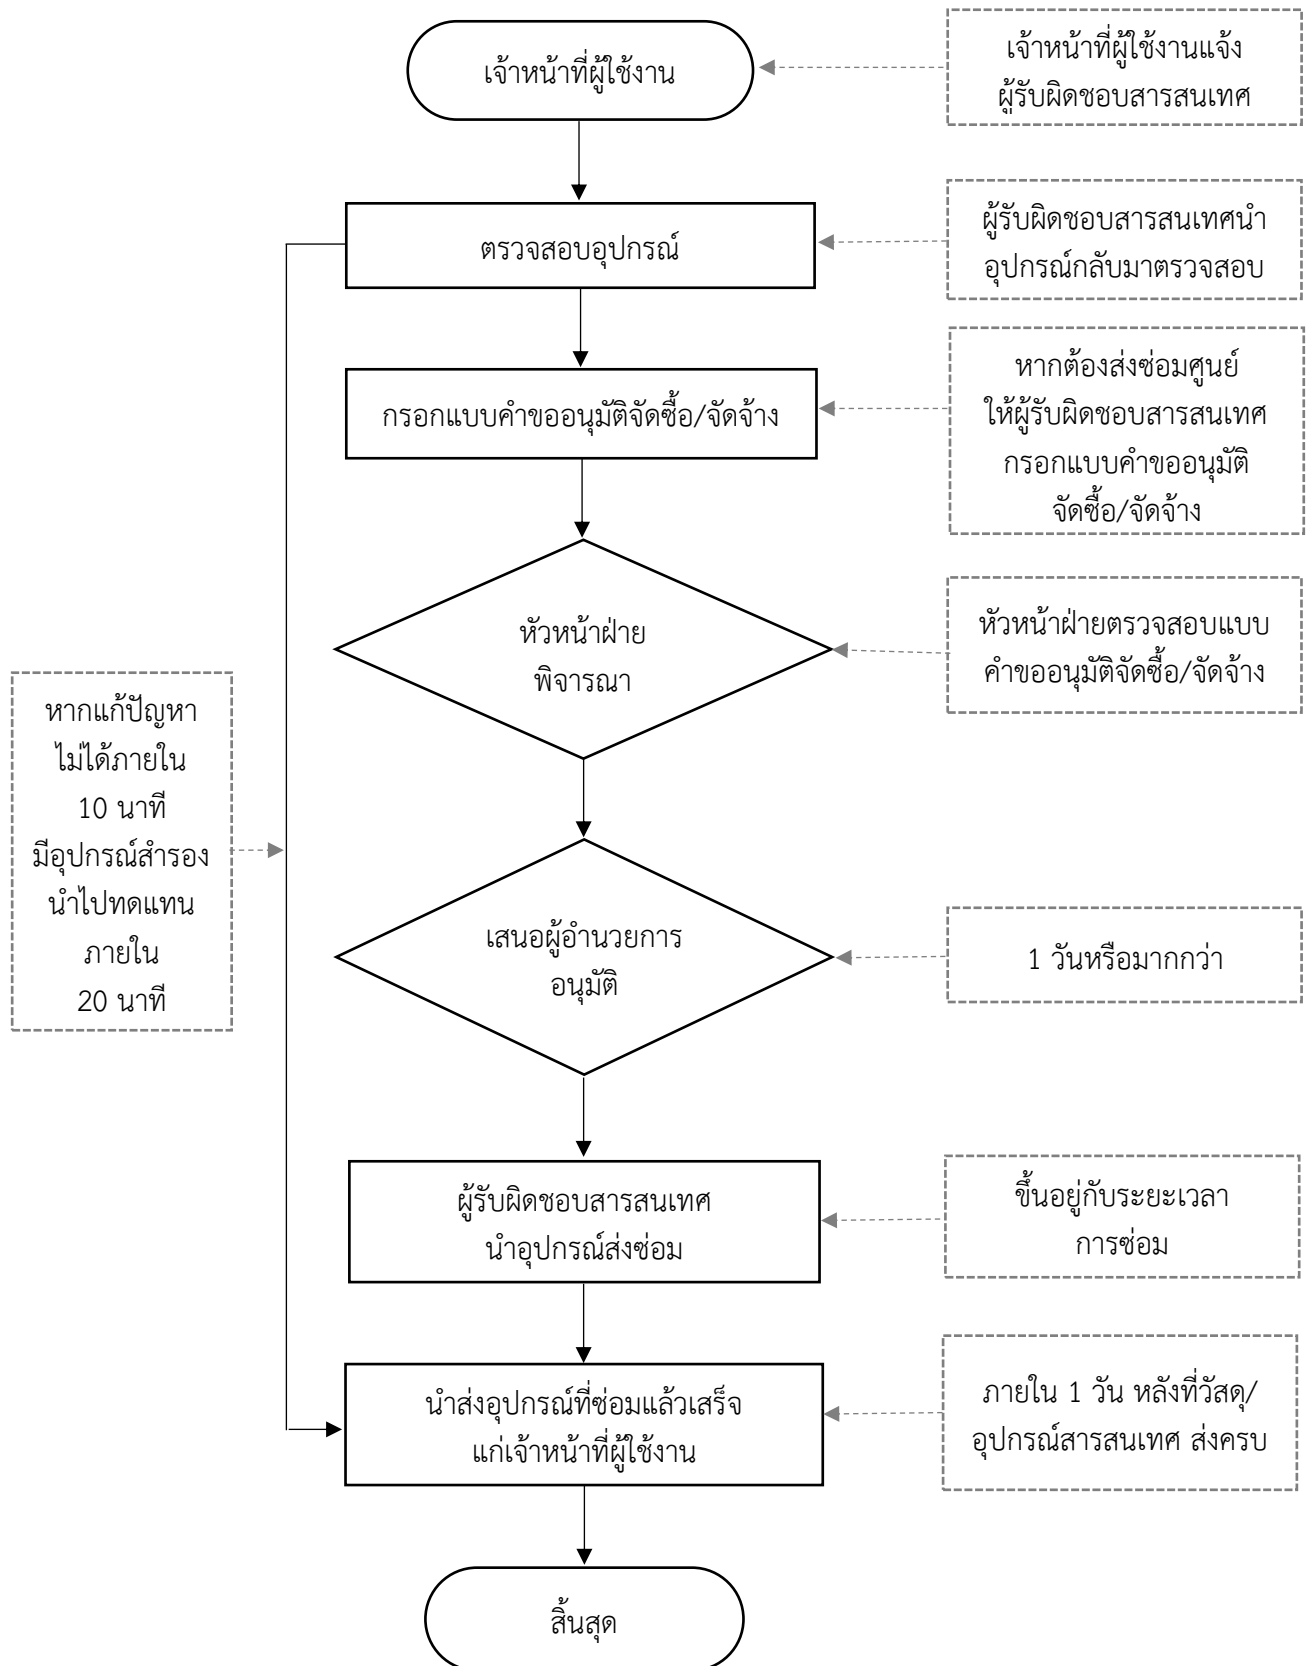 เจ้าหน้าที่ผู้ใช้งาน
เจ้าหน้าที่ผู้ใช้งานแจ้ง
ผู้รับผิดชอบสารสนเทศ
ตรวจสอบอุปกรณ์
ผู้รับผิดชอบสารสนเทศนำ
อุปกรณ์กลับมาตรวจสอบ
กรอกแบบคำขออนุมัติจัดซื้อ/จัดจ้าง
หากต้องส่งซ่อมศูนย์
ให้ผู้รับผิดชอบสารสนเทศ
กรอกแบบคำขออนุมัติ
จัดซื้อ/จัดจ้าง
หัวหน้าฝ่าย
พิจารณา
หัวหน้าฝ่ายตรวจสอบแบบ
คำขออนุมัติจัดซื้อ/จัดจ้าง
หากแก้ปัญหา
ไม่ได้ภายใน
10 นาที
มีอุปกรณ์สำรอง
นำไปทดแทน
ภายใน
20 นาที
เสนอผู้อำนวยการ
อนุมัติ
1 วันหรือมากกว่า
ผู้รับผิดชอบสารสนเทศ
นำอุปกรณ์ส่งซ่อม
ขึ้นอยู่กับระยะเวลา
การซ่อม
นำส่งอุปกรณ์ที่ซ่อมแล้วเสร็จ
แก่เจ้าหน้าที่ผู้ใช้งาน
ภายใน 1 วัน หลังที่วัสดุ/
อุปกรณ์สารสนเทศ ส่งครบ
สิ้นสุด